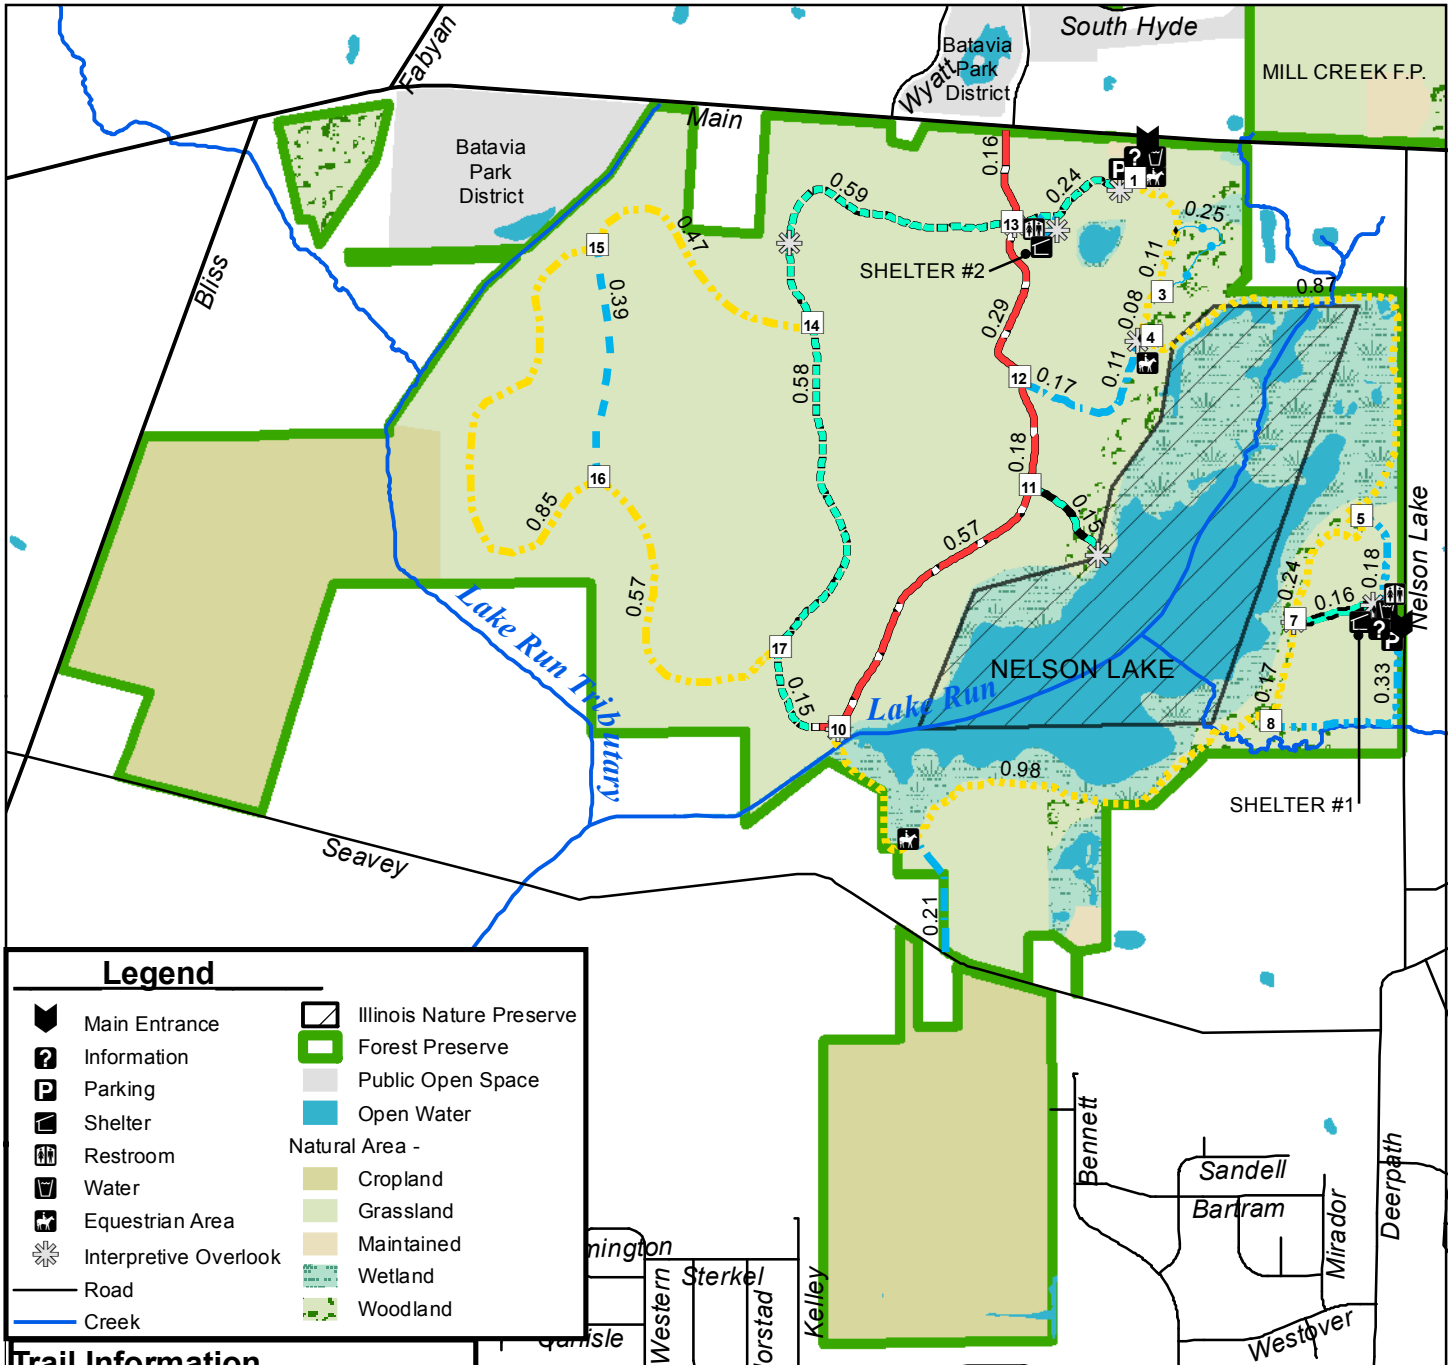 South Hyde
Fabyan
Batavia
Park
District
Wyatt
MILL CREEK F.P.
Main
Batavia
Park
District
0.16
0.24
1
0.59
0.25
13
0.47
15
SHELTER #2
0.11
Bliss
0.39
3
0.87
0.08
0.29
14
4
0.58
12
0.17
0.11
0.18
16
11
0.15
5
0.85
0.57
Nelson Lake
0.18
0.24
0.57
0.16
7
Lake Run Tributary
17
NELSON LAKE
0.17
0.33
0.15
Lake Run
8
10
0.98
SHELTER #1
Seavey
0.21
Legend
Main Entrance
Information
Parking
Shelter
Restroom
Water
Equestrian Area
Interpretive Overlook
Road
Creek
Illinois Nature Preserve
Forest Preserve
Public Open Space
Open Water
Natural Area -
Cropland
Grassland
Maintained
Wetland
Woodland
Bennett
Sandell
Bartram
Mirador
Deerpath
Westover
mington
Sterkel
Western
orstad
Kelley
Carlisle
Trail Information